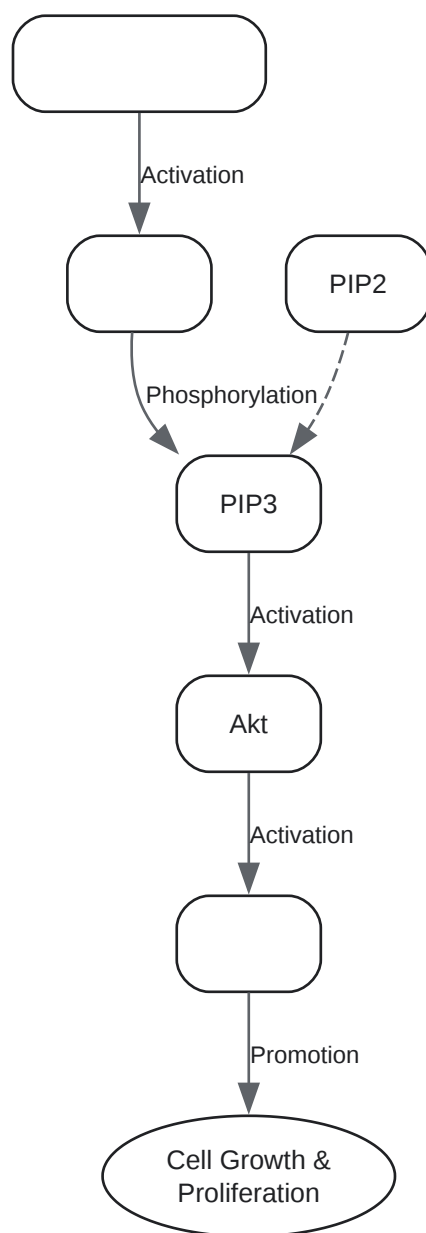 Activation
PIP2
Phosphorylation
PIP3
Activation
Akt
Activation
Promotion
Cell Growth &
Proliferation